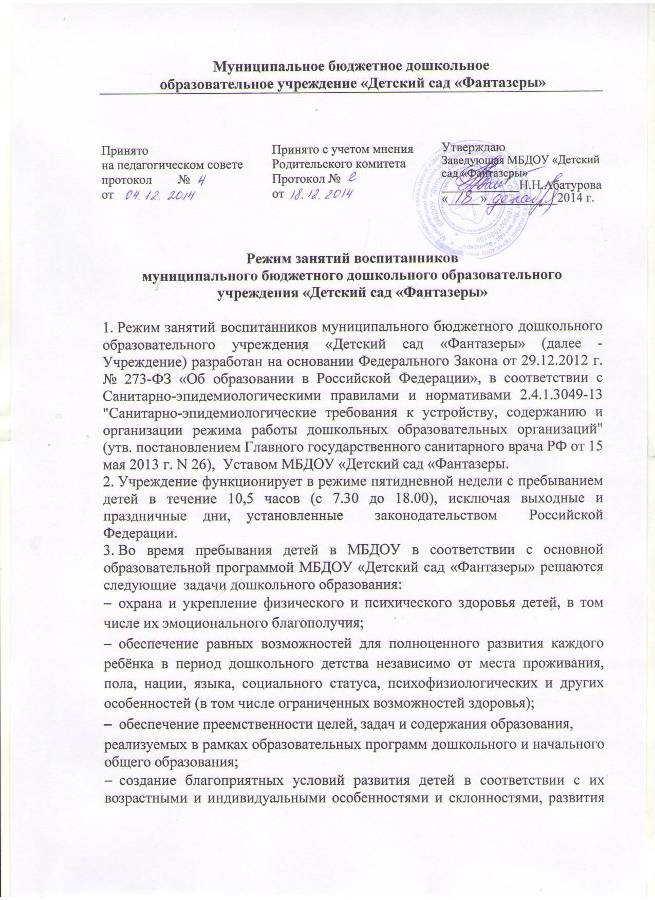 Муниципальное бюджетное дошкольное
образовательное учреждение «Детский сад «Фантазеры»
Принято
на педагогическом совете
протокол № 4
от 04.12.2014
Принято с учетом мнения
Родительского комитета
Протокол № 2
от 18.12.2014
Утверждаю
Заведующая МБДОУ «Детский
сад «Фантазеры»
Н.Н.Абатурова
« 18 » декабря 2014 г.
Режим занятий воспитанников
муниципального бюджетного дошкольного образовательного
учреждения «Детский сад «Фантазеры»
1. Режим занятий воспитанников муниципального бюджетного дошкольного
образовательного учреждения «Детский сад «Фантазеры» (далее -
Учреждение) разработан на основании Федерального Закона от 29.12.2012 г.
№ 273-ФЗ «Об образовании в Российской Федерации», в соответствии с
Санитарно-эпидемиологическими правилами и нормативами 2.4.1.3049-13
"Санитарно-эпидемиологические требования к устройству, содержанию и
организации режима работы дошкольных образовательных организаций"
(утв. постановлением Главного государственного санитарного врача РФ от 15
мая 2013 г. N 26), Уставом МБДОУ «Детский сад «Фантазеры.
2. Учреждение функционирует в режиме пятидневной недели с пребыванием
детей в течение 10,5 часов (с 7.30 до 18.00), исключая выходные и
праздничные дни, установленные законодательством Российской
Федерации.
3. Во время пребывания детей в МБДОУ в соответствии с основной
образовательной программой МБДОУ «Детский сад «Фантазеры» решаются
следующие задачи дошкольного образования:
– охрана и укрепление физического и психического здоровья детей, в том
числе их эмоционального благополучия;
– обеспечение равных возможностей для полноценного развития каждого
ребёнка в период дошкольного детства независимо от места проживания,
пола, нации, языка, социального статуса, психофизиологических и других
особенностей (в том числе ограниченных возможностей здоровья);
– обеспечение преемственности целей, задач и содержания образования,
реализуемых в рамках образовательных программ дошкольного и начального
общего образования;
– создание благоприятных условий развития детей в соответствии с их
возрастными и индивидуальными особенностями и склонностями, развития